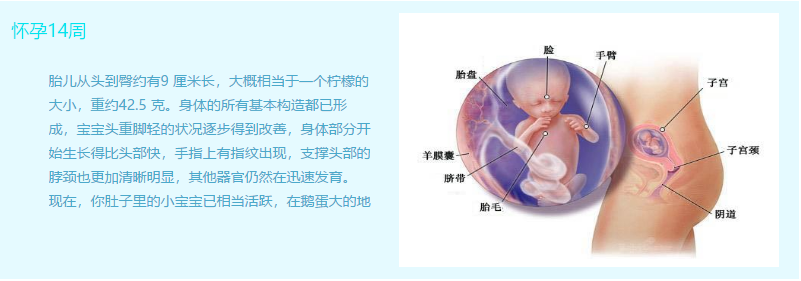 怀孕14周
胎儿从头到臀约有9 厘米长，大概相当于一个柠檬的
大小，重约42.5 克。身体的所有基本构造都已形
成，宝宝头重脚轻的状况逐步得到改善，身体部分开
始生长得比头部快，手指上有指纹出现，支撑头部的
脖颈也更加清晰明显，其他器官仍然在迅速发育。
现在，你肚子里的小宝宝已相当活跃，在鹅蛋大的地
脸
手臂
胎盘
子宫
羊膜囊
子宫颈
脐带
胎毛
阴道